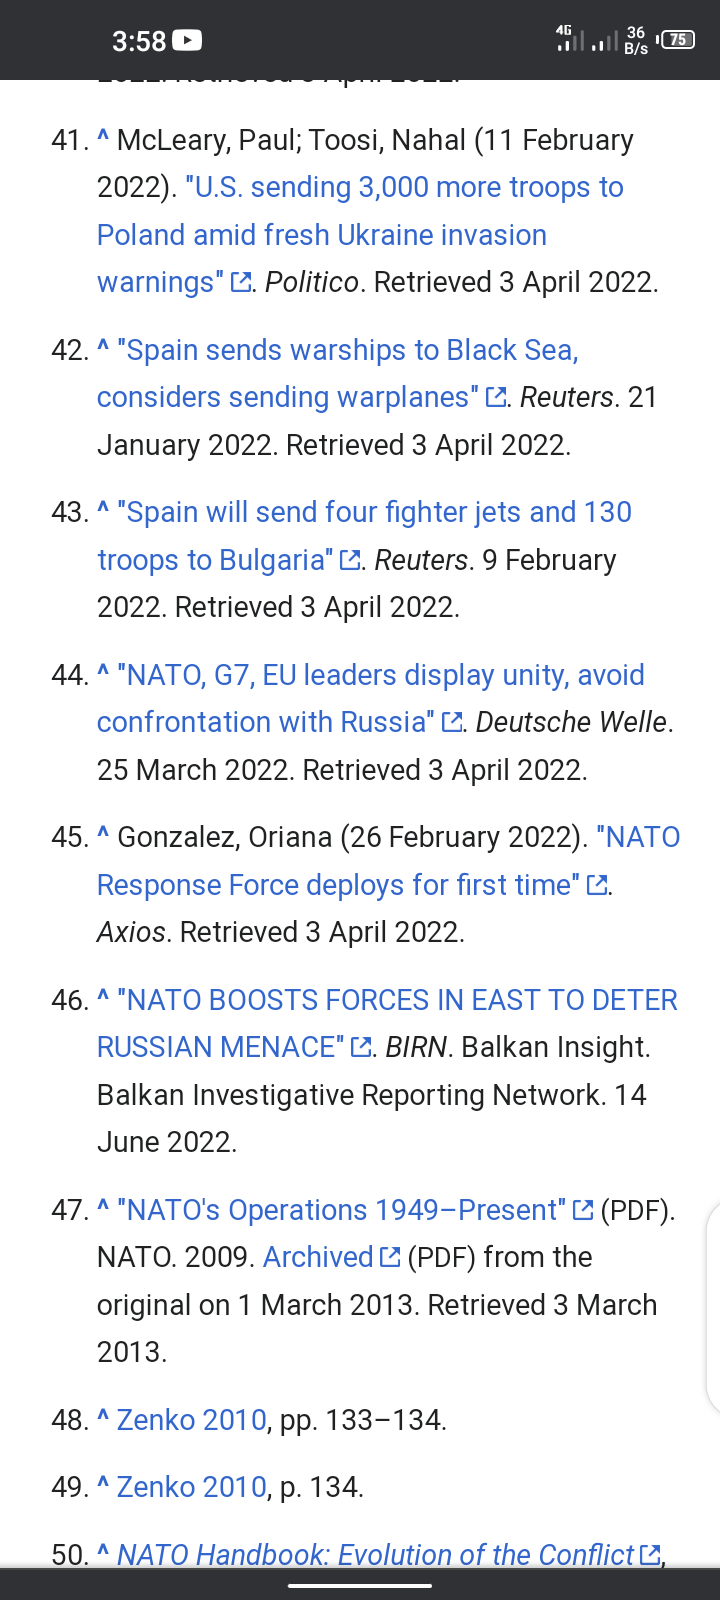 3:58
4G
36
B/s
75
2022. Retrieved 3 April 2022.
41. ^ McLeary, Paul; Toosi, Nahal (11 February
2022). "U.S. sending 3,000 more troops to
Poland amid fresh Ukraine invasion
warnings". Politico. Retrieved 3 April 2022.
42. ^ "Spain sends warships to Black Sea,
considers sending warplanes". Reuters. 21
January 2022. Retrieved 3 April 2022.
43. ^ "Spain will send four fighter jets and 130
troops to Bulgaria". Reuters. 9 February
2022. Retrieved 3 April 2022.
44. ^ "NATO, G7, EU leaders display unity, avoid
confrontation with Russia". Deutsche Welle.
25 March 2022. Retrieved 3 April 2022.
45. ^ Gonzalez, Oriana (26 February 2022). "NATO
Response Force deploys for first time".
Axios. Retrieved 3 April 2022.
46. ^ "NATO BOOSTS FORCES IN EAST TO DETER
RUSSIAN MENACE". BIRN. Balkan Insight.
Balkan Investigative Reporting Network. 14
June 2022.
47. ^ "NATO's Operations 1949–Present" (PDF).
NATO. 2009. Archived (PDF) from the
original on 1 March 2013. Retrieved 3 March
2013.
48. ^ Zenko 2010, pp. 133–134.
49. ^ Zenko 2010, p. 134.
50. ^ NATO Handbook: Evolution of the Conflict,